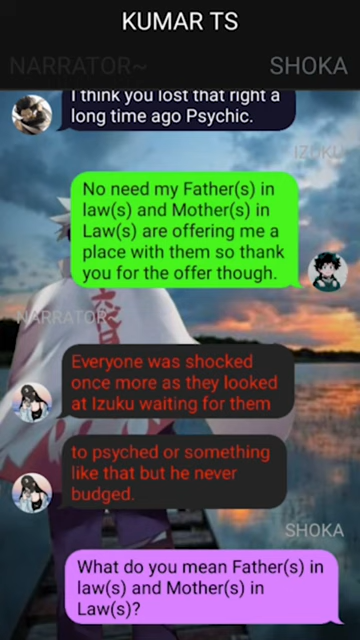 KUMAR TS
NARRATOR~
SHOKA
I think you lost that right a
long time ago Psychic.
IZUKU
No need my Father(s) in
law(s) and Mother(s) in
Law(s) are offering me a
place with them so thank
you for the offer though.
NARRATOR~
Everyone was shocked
once more as they looked
at Izuku waiting for them
to psyched or something
like that but he never
budged.
SHOKA
What do you mean Father(s) in
law(s) and Mother(s) in
Law(s)?